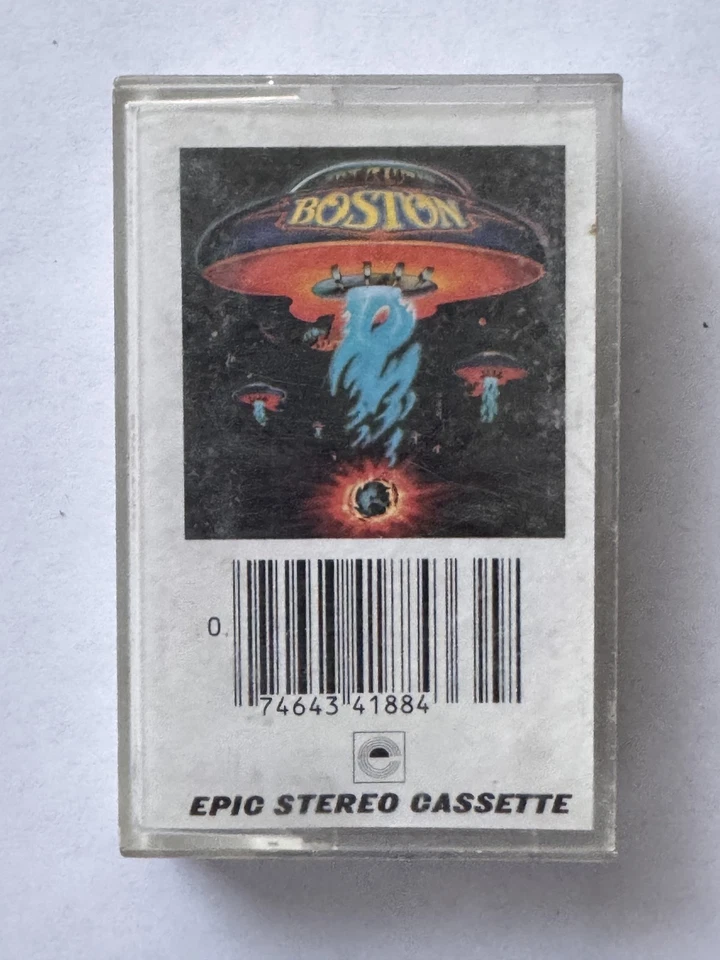 BOSTON
0
74643 41884
EPIC STEREO CASSETTE